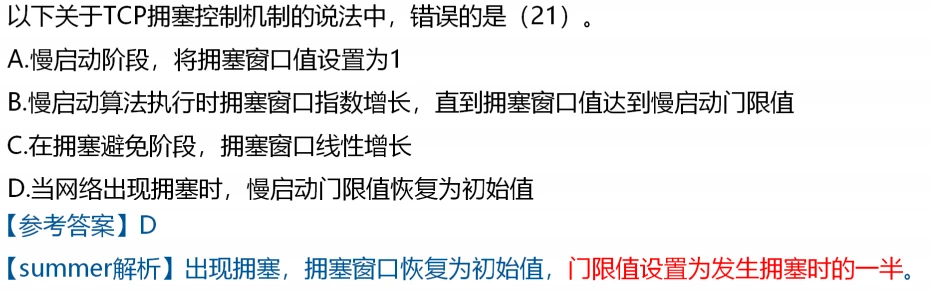 以下关于TCP拥塞控制机制的说法中，错误的是（21）。
A.慢启动阶段，将拥塞窗口值设置为1
B.慢启动算法执行时拥塞窗口指数增长，直到拥塞窗口值达到慢启动门限值
C.在拥塞避免阶段，拥塞窗口线性增长
D.当网络出现拥塞时，慢启动门限值恢复为初始值
【参考答案】D
【summer解析】出现拥塞，拥塞窗口恢复为初始值，门限值设置为发生拥塞时的一半。